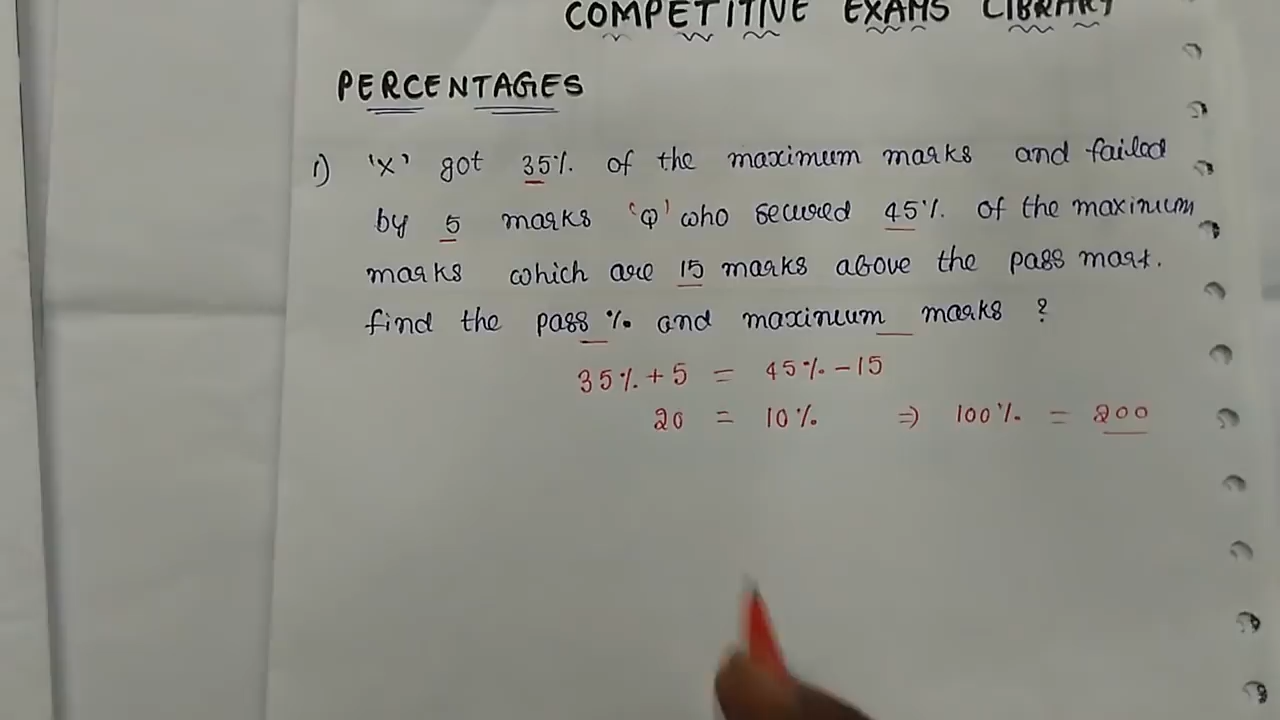 COMPETITIVE EXAMS LIBRARY
PERCENTAGES
1) 'X' got 35% of the maximum marks and failed
by 5 marks 'φ' who secured 45% of the maximum
marks which are 15 marks above the pass mark.
find the pass % and maximum marks ?
35% + 5 = 45% - 15
20 = 10% ⇒ 100% = 200